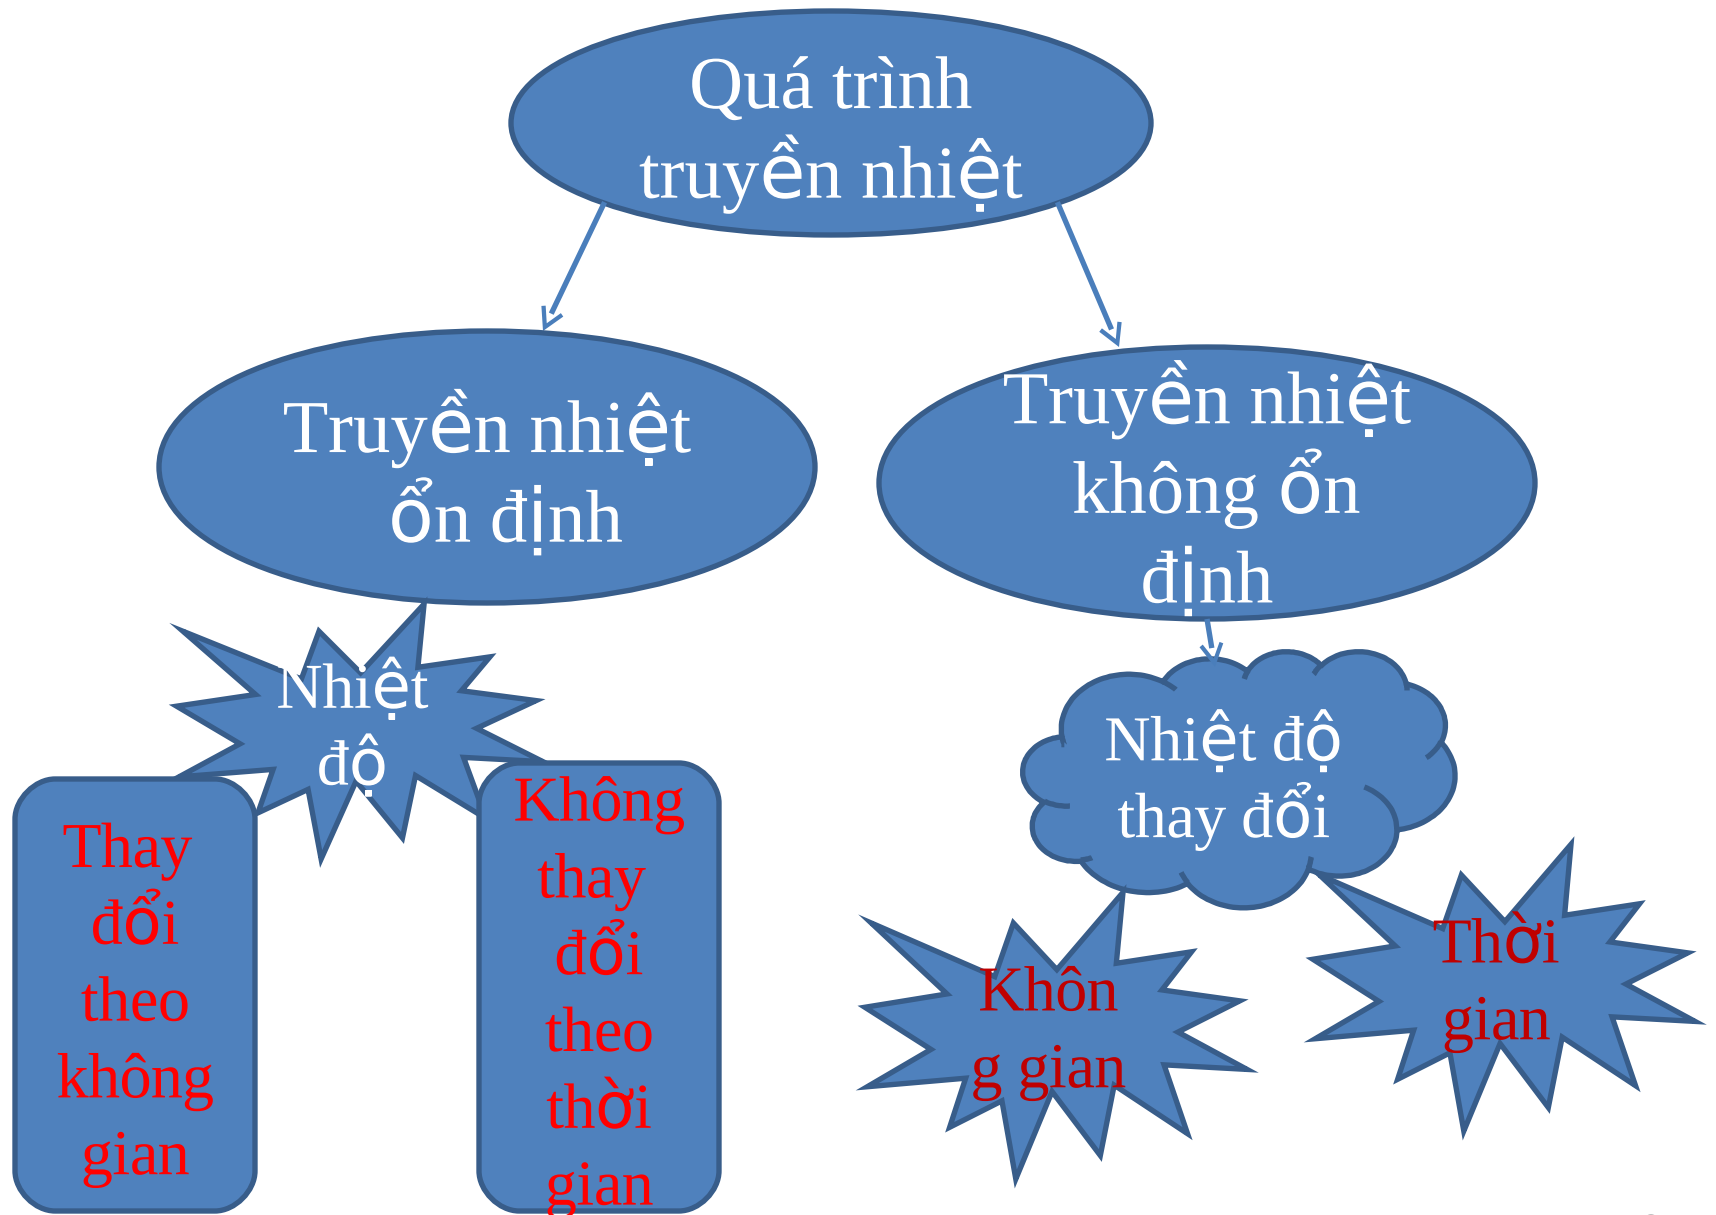 Quá trình
truyền nhiệt
Truyền nhiệt
ổn định
Truyền nhiệt
không ổn
định
Nhiệt
độ
Thay
đổi
theo
không
gian
Không
thay
đổi
theo
thời
gian
Nhiệt độ
thay đổi
Khôn
g gian
Thời
gian